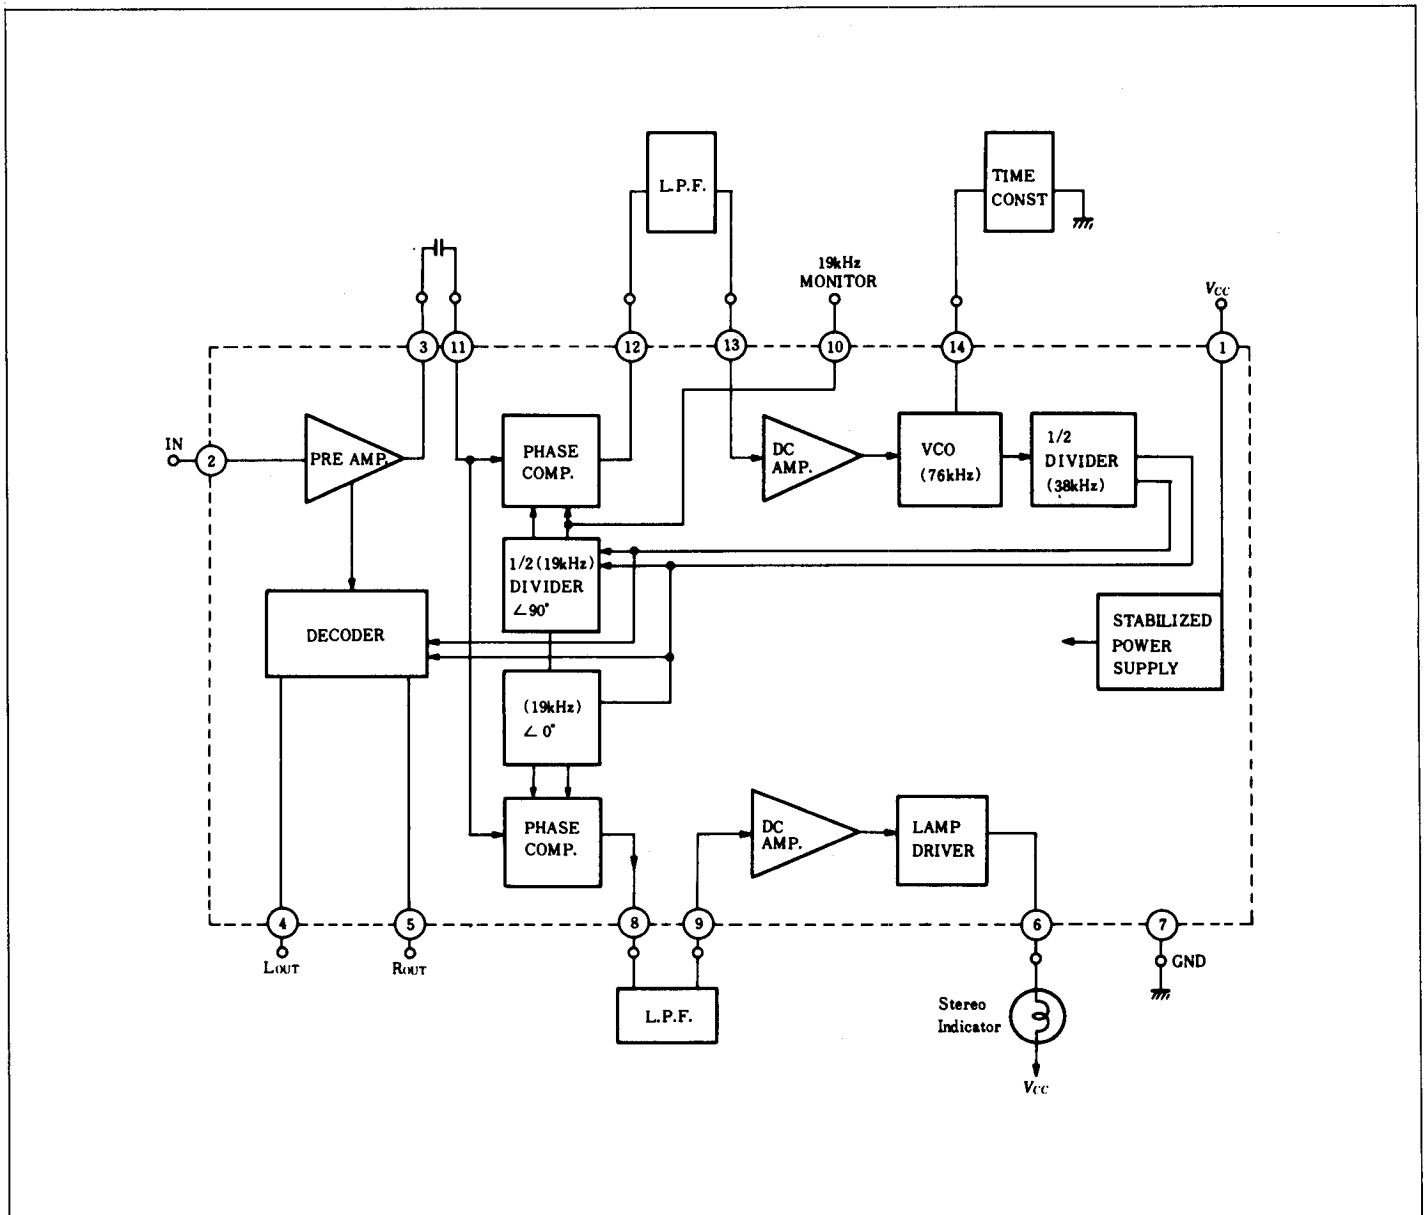 L.P.F.
TIME
CONST
19kHz
MONITOR
VCC
3
11
12
13
10
14
1
IN
2
PRE AMP.
PHASE
COMP.
DC
AMP.
VCO
(76kHz)
1/2
DIVIDER
(38kHz)
1/2(19kHz)
DIVIDER
∠90°
DECODER
STABILIZED
POWER
SUPPLY
(19kHz)
∠ 0°
PHASE
COMP.
DC
AMP.
LAMP
DRIVER
4
5
8
9
6
7
LOUT
ROUT
L.P.F.
GND
Stereo
Indicator
VCC